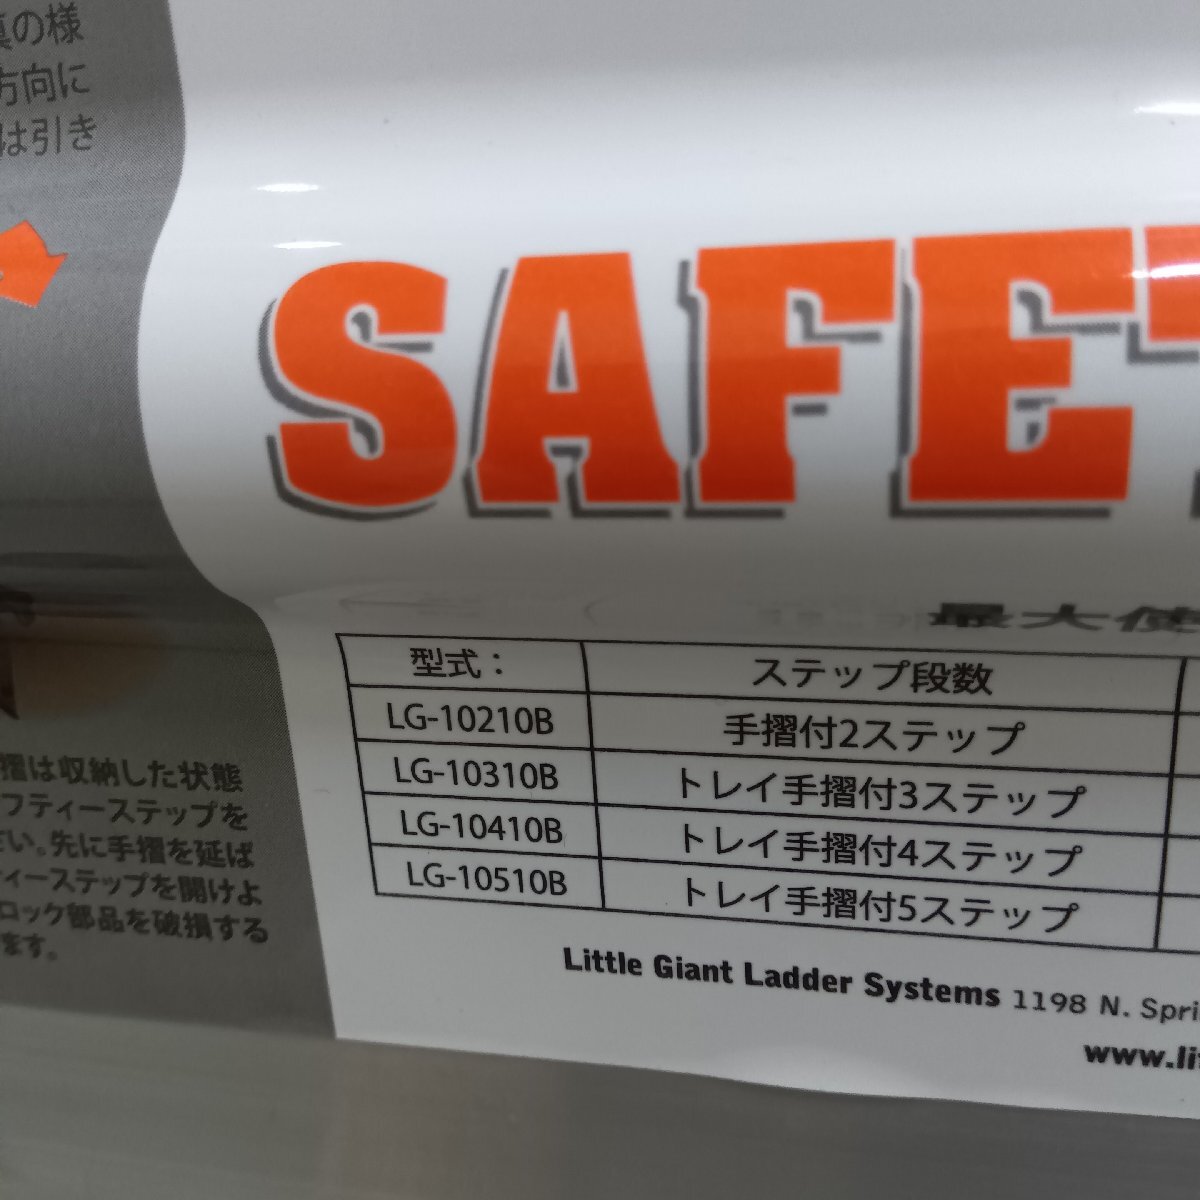 真の様
方向に
は引き
SAFET
最大使
型式： ステップ段数
LG-10210B 手摺付2ステップ
LG-10310B トレイ手摺付3ステップ
LG-10410B トレイ手摺付4ステップ
LG-10510B トレイ手摺付5ステップ
摺は収納した状態
フティーステップを
さい。先に手摺を延ば
ィーステップを開けよ
ロック部品を破損する
ます。
Little Giant Ladder Systems 1198 N. Spri
www.lit